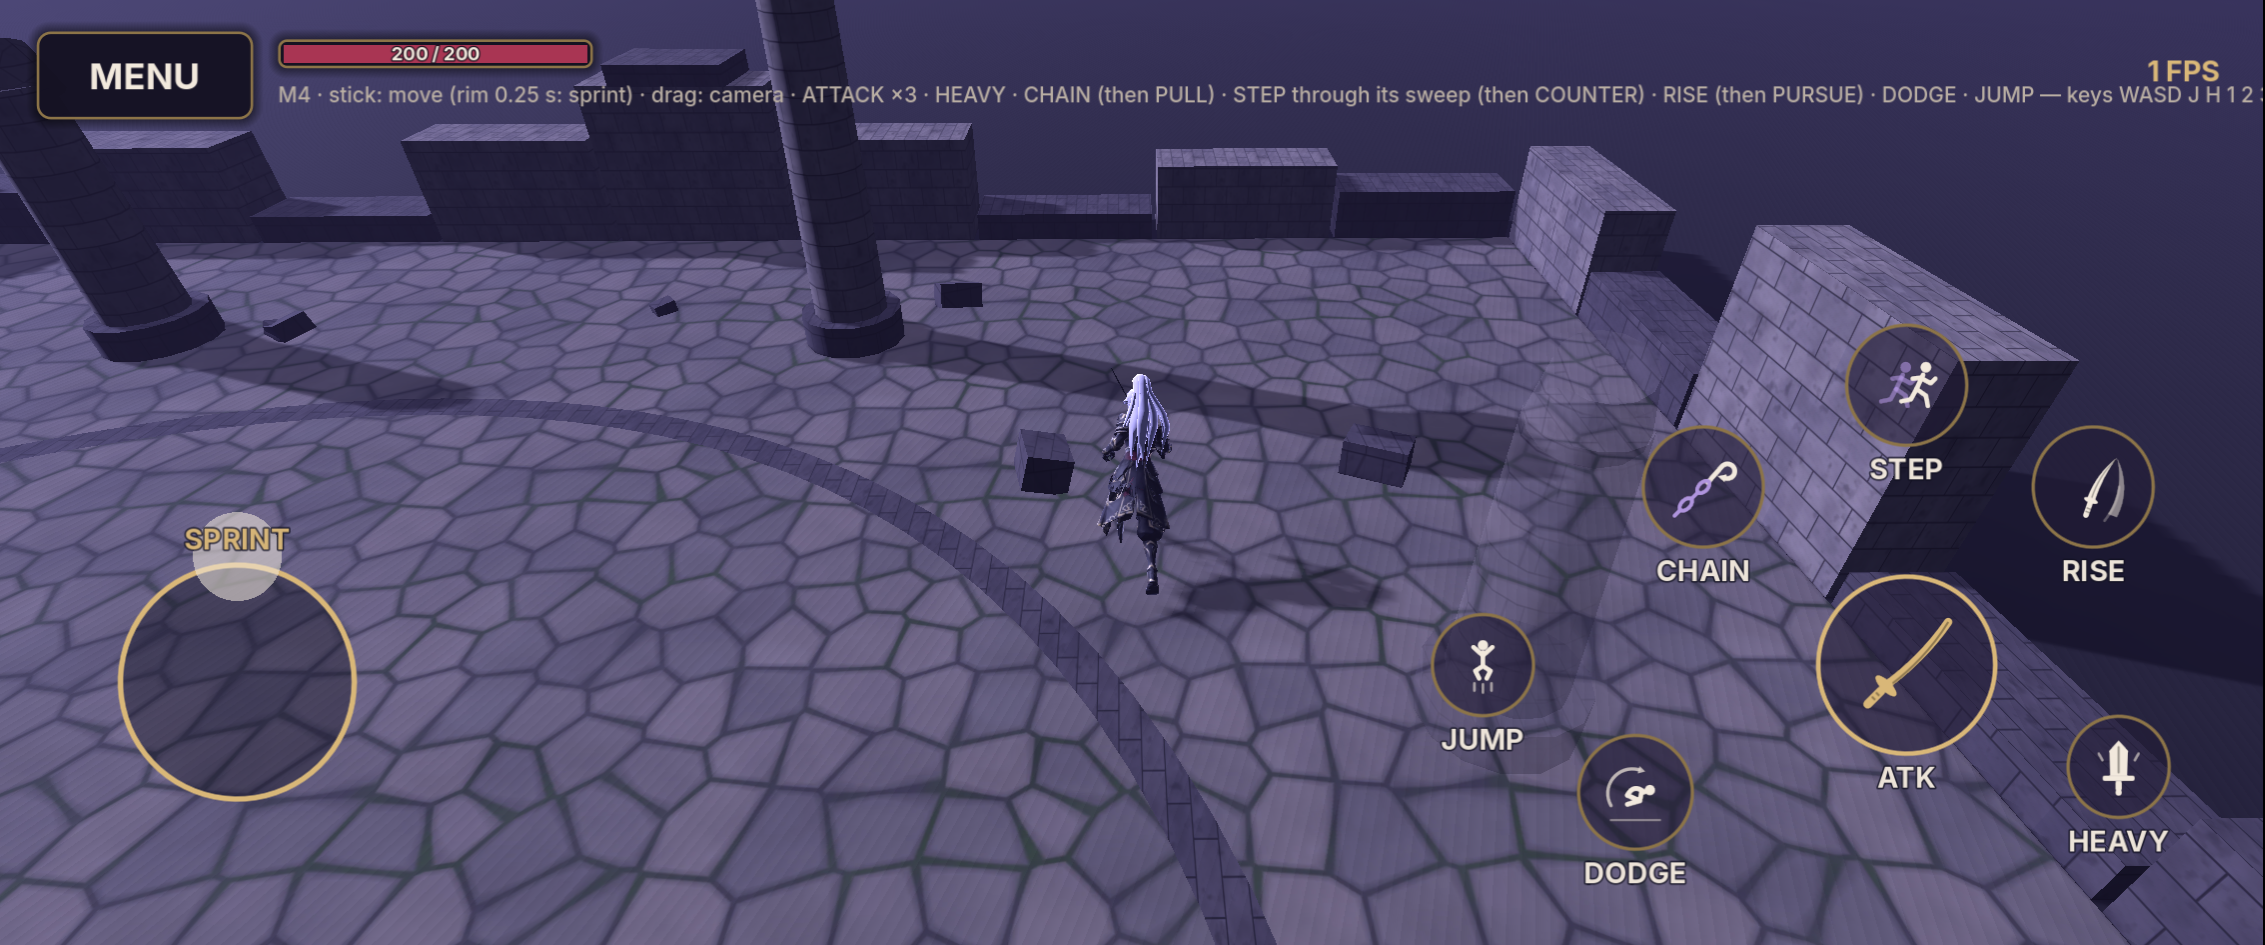 MENU
200 / 200
1 FPS
M4 · stick: move (rim 0.25 s: sprint) · drag: camera · ATTACK ×3 · HEAVY · CHAIN (then PULL) · STEP through its sweep (then COUNTER) · RISE (then PURSUE) · DODGE · JUMP — keys WASD J H 1 2
STEP
SPRINT
CHAIN
RISE
JUMP
ATK
HEAVY
DODGE